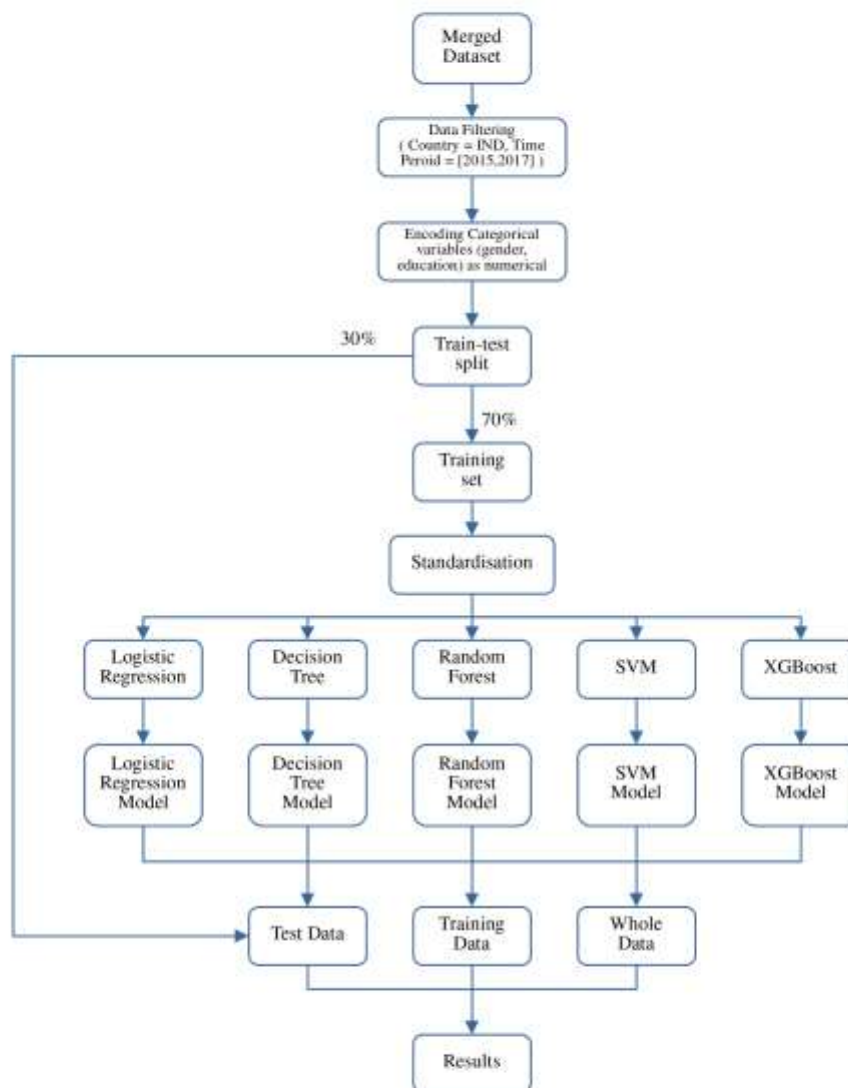 Merged
Dataset
Data Filtering
( Country = IND, Time
Peroid = [2015,2017] )
Encoding Categorical
variables (gender,
education) as numerical
30%
Train-test
split
70%
Training
set
Standardisation
Logistic
Regression
Decision
Tree
Random
Forest
SVM
XGBoost
Logistic
Regression
Model
Decision
Tree
Model
Random
Forest
Model
SVM
Model
XGBoost
Model
Test Data
Training
Data
Whole
Data
Results